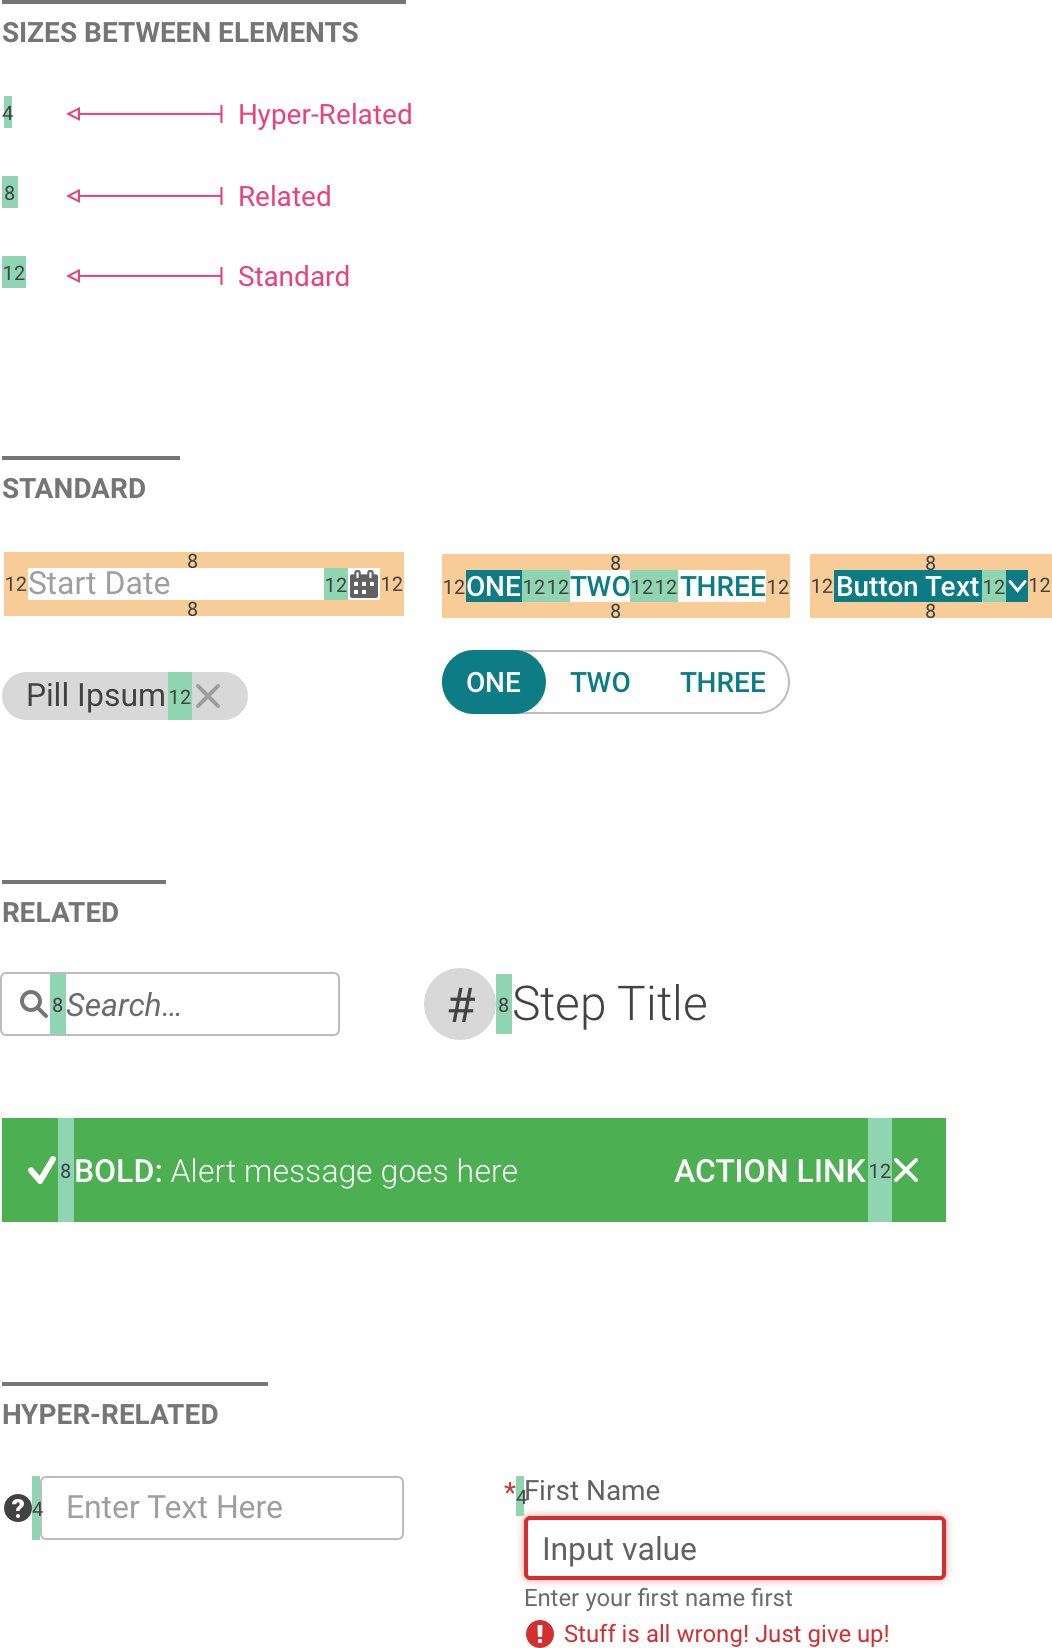 SIZES BETWEEN ELEMENTS
4 Hyper-Related
8 Related
12 Standard
STANDARD
8 8 8
12 Start Date 12 12 12 ONE 12 12 TWO 12 12 THREE 12 12 Button Text 12 12
8 8 8
Pill Ipsum 12 ONE TWO THREE
RELATED
8 Search... # 8 Step Title
8 BOLD: Alert message goes here ACTION LINK 12
HYPER-RELATED
* 4 First Name
? 4 Enter Text Here
Input value
Enter your first name first
! Stuff is all wrong! Just give up!